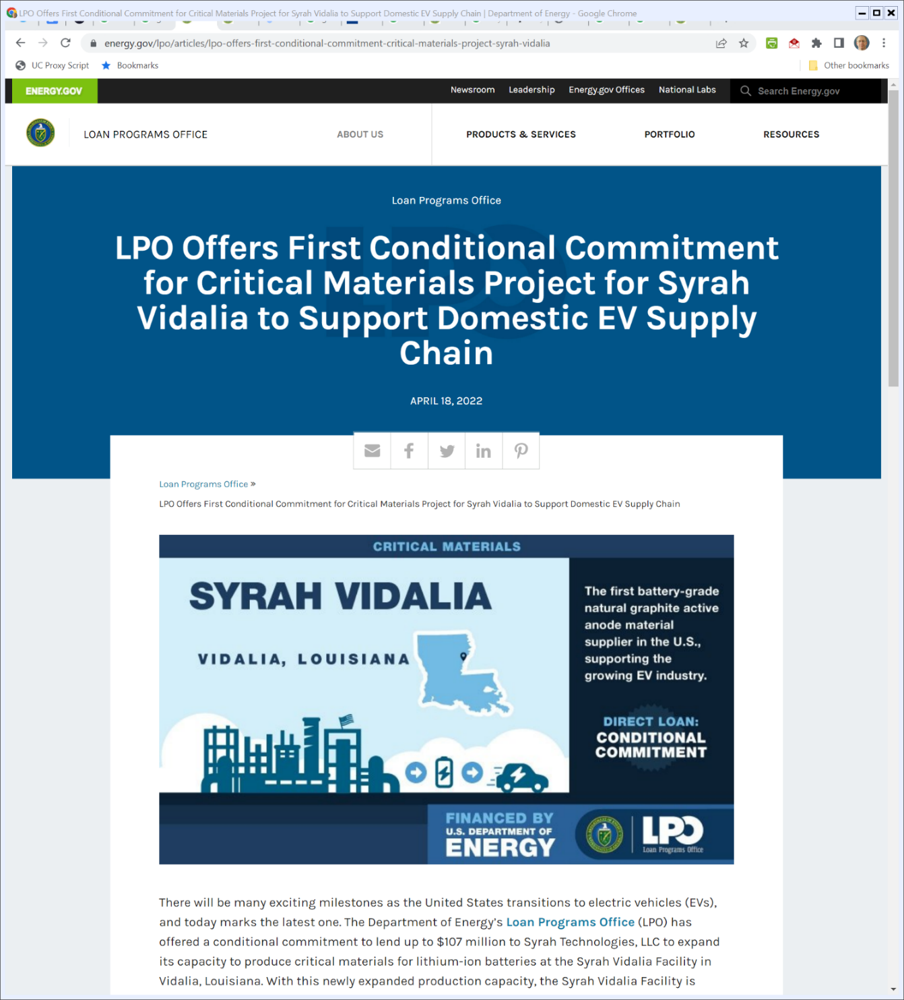 LPO Offers First Conditional Commitment for Critical Materials Project for Syrah Vidalia to Support Domestic EV Supply Chain | Department of Energy - Google Chrome
energy.gov/lpo/articles/lpo-offers-first-conditional-commitment-critical-materials-project-syrah-vidalia
UC Proxy Script
Bookmarks
Other bookmarks
ENERGY.GOV
Newsroom
Leadership
Energy.gov Offices
National Labs
Search Energy.gov
LOAN PROGRAMS OFFICE
ABOUT US
PRODUCTS & SERVICES
PORTFOLIO
RESOURCES
Loan Programs Office
LPO Offers First Conditional Commitment
for Critical Materials Project for Syrah
Vidalia to Support Domestic EV Supply
Chain
APRIL 18, 2022
Loan Programs Office »
LPO Offers First Conditional Commitment for Critical Materials Project for Syrah Vidalia to Support Domestic EV Supply Chain
CRITICAL MATERIALS
SYRAH VIDALIA
VIDALIA, LOUISIANA
The first battery-grade
natural graphite active
anode material
supplier in the U.S.,
supporting the
growing EV industry.
DIRECT LOAN:
CONDITIONAL
COMMITMENT
FINANCED BY
U.S. DEPARTMENT OF
ENERGY
LPO
Loan Programs Office
There will be many exciting milestones as the United States transitions to electric vehicles (EVs),
and today marks the latest one. The Department of Energy's Loan Programs Office (LPO) has
offered a conditional commitment to lend up to $107 million to Syrah Technologies, LLC to expand
its capacity to produce critical materials for lithium-ion batteries at the Syrah Vidalia Facility in
Vidalia, Louisiana. With this newly expanded production capacity, the Syrah Vidalia Facility is